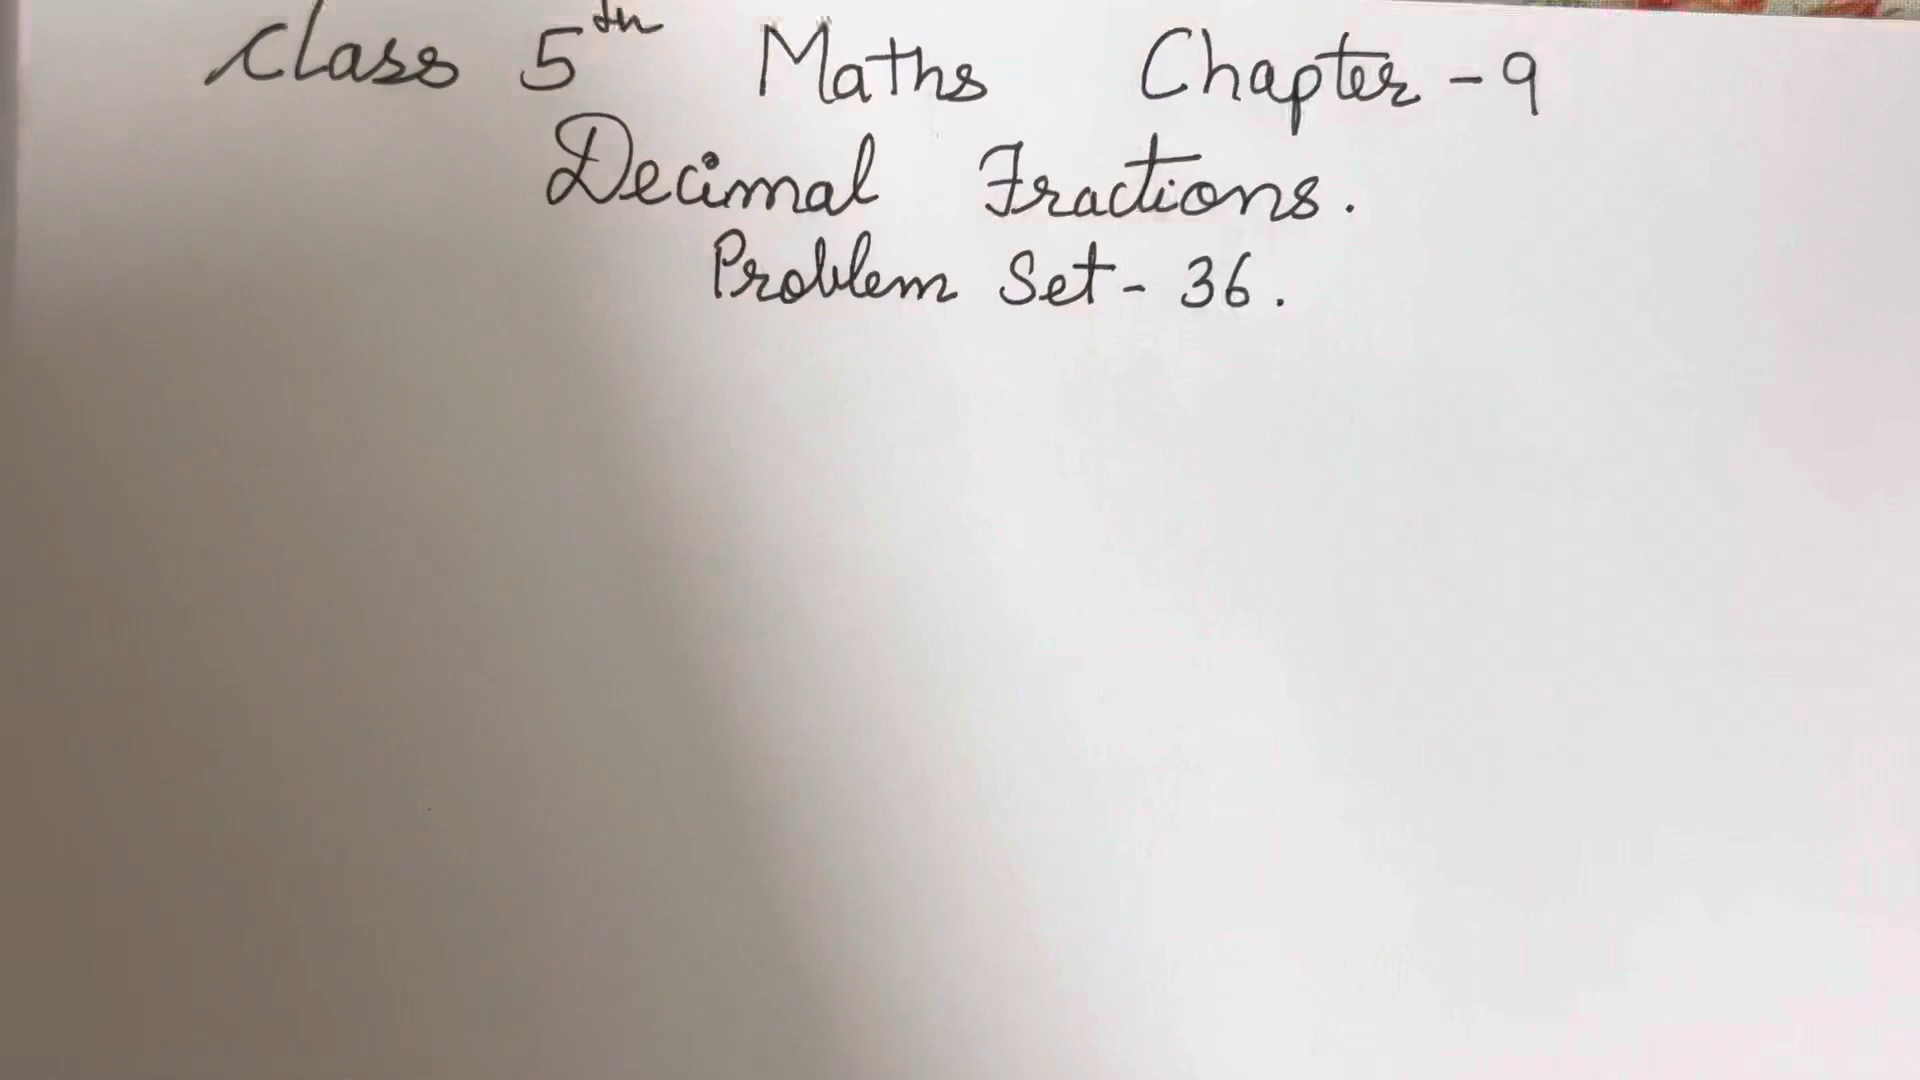 Class 5th Maths Chapter - 9
Decimal Fractions.
Problem Set - 36.